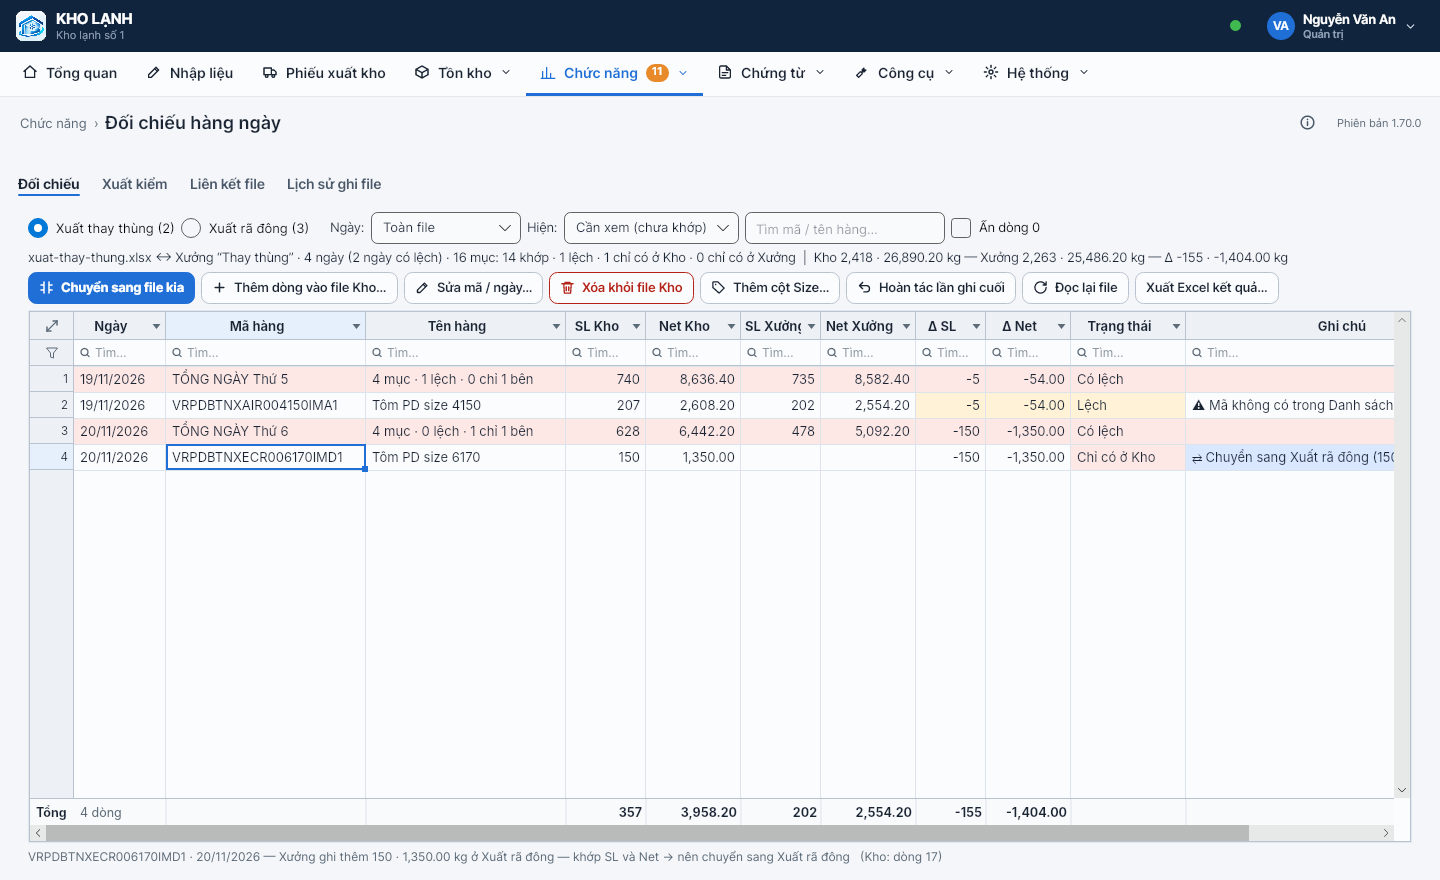 KHO LẠNH
Kho lạnh số 1
VA
Nguyễn Văn An
Quản trị
Tổng quan
Nhập liệu
Phiếu xuất kho
Tồn kho
Chức năng 11
Chứng từ
Công cụ
Hệ thống
Chức năng › Đối chiếu hàng ngày
Phiên bản 1.70.0
Đối chiếu Xuất kiểm Liên kết file Lịch sử ghi file
Xuất thay thùng (2) Xuất rã đông (3) Ngày: Toàn file Hiện: Cần xem (chưa khớp) Tìm mã / tên hàng... Ẩn dòng 0
xuat-thay-thung.xlsx ↔ Xưởng “Thay thùng” · 4 ngày (2 ngày có lệch) · 16 mục: 14 khớp · 1 lệch · 1 chỉ có ở Kho · 0 chỉ có ở Xưởng | Kho 2,418 · 26,890.20 kg — Xưởng 2,263 · 25,486.20 kg — Δ -155 · -1,404.00 kg
Chuyển sang file kia Thêm dòng vào file Kho... Sửa mã / ngày... Xóa khỏi file Kho Thêm cột Size... Hoàn tác lần ghi cuối Đọc lại file Xuất Excel kết quả...
Ngày Mã hàng Tên hàng SL Kho Net Kho SL Xưởng Net Xưởng Δ SL Δ Net Trạng thái Ghi chú
Tìm... Tìm... Tìm... Tìm... Tìm... Tìm... Tìm... Tìm... Tìm... Tìm... Tìm...
1 19/11/2026 TỔNG NGÀY Thứ 5 4 mục · 1 lệch · 0 chỉ 1 bên 740 8,636.40 735 8,582.40 -5 -54.00 Có lệch
2 19/11/2026 VRPDBTNXAIR004150IMA1 Tôm PD size 4150 207 2,608.20 202 2,554.20 -5 -54.00 Lệch ⚠ Mã không có trong Danh sách
3 20/11/2026 TỔNG NGÀY Thứ 6 4 mục · 0 lệch · 1 chỉ 1 bên 628 6,442.20 478 5,092.20 -150 -1,350.00 Có lệch
4 20/11/2026 VRPDBTNXECR006170IMD1 Tôm PD size 6170 150 1,350.00 -150 -1,350.00 Chỉ có ở Kho ⇄ Chuyển sang Xuất rã đông (150
Tổng 4 dòng 357 3,958.20 202 2,554.20 -155 -1,404.00
VRPDBTNXECR006170IMD1 · 20/11/2026 — Xưởng ghi thêm 150 · 1,350.00 kg ở Xuất rã đông — khớp SL và Net → nên chuyển sang Xuất rã đông (Kho: dòng 17)